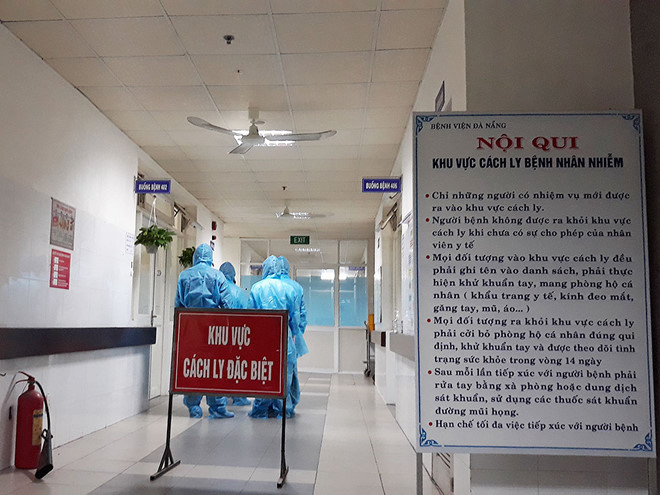 BỆNH VIỆN ĐÀ NẴNG
NỘI QUI
KHU VỰC CÁCH LY BỆNH NHÂN NHIỄM
• Chỉ những người có nhiệm vụ mới được
ra vào khu vực cách ly.
• Người bệnh không được ra khỏi khu vực
cách ly khi chưa có sự cho phép của nhân
viên y tế
• Mọi đối tượng vào khu vực cách ly đều
phải ghi tên vào danh sách, phải thực
hiện khử khuẩn tay, mang phòng hộ cá
nhân ( khẩu trang y tế, kính đeo mắt,
găng tay, mũ, áo... )
• Mọi đối tượng ra khỏi khu vực cách ly
phải cởi bỏ phòng hộ cá nhân đúng qui
định, khử khuẩn tay và được theo dõi tình
trạng sức khỏe trong vòng 14 ngày
• Sau mỗi lần tiếp xúc với người bệnh phải
rửa tay bằng xà phòng hoặc dung dịch
sát khuẩn, sử dụng các thuốc sát khuẩn
đường mũi họng.
• Hạn chế tối đa việc tiếp xúc với người bệnh
KHU VỰC
CÁCH LY ĐẶC BIỆT
BUỒNG BỆNH 402
BUỒNG BỆNH 406
EXIT